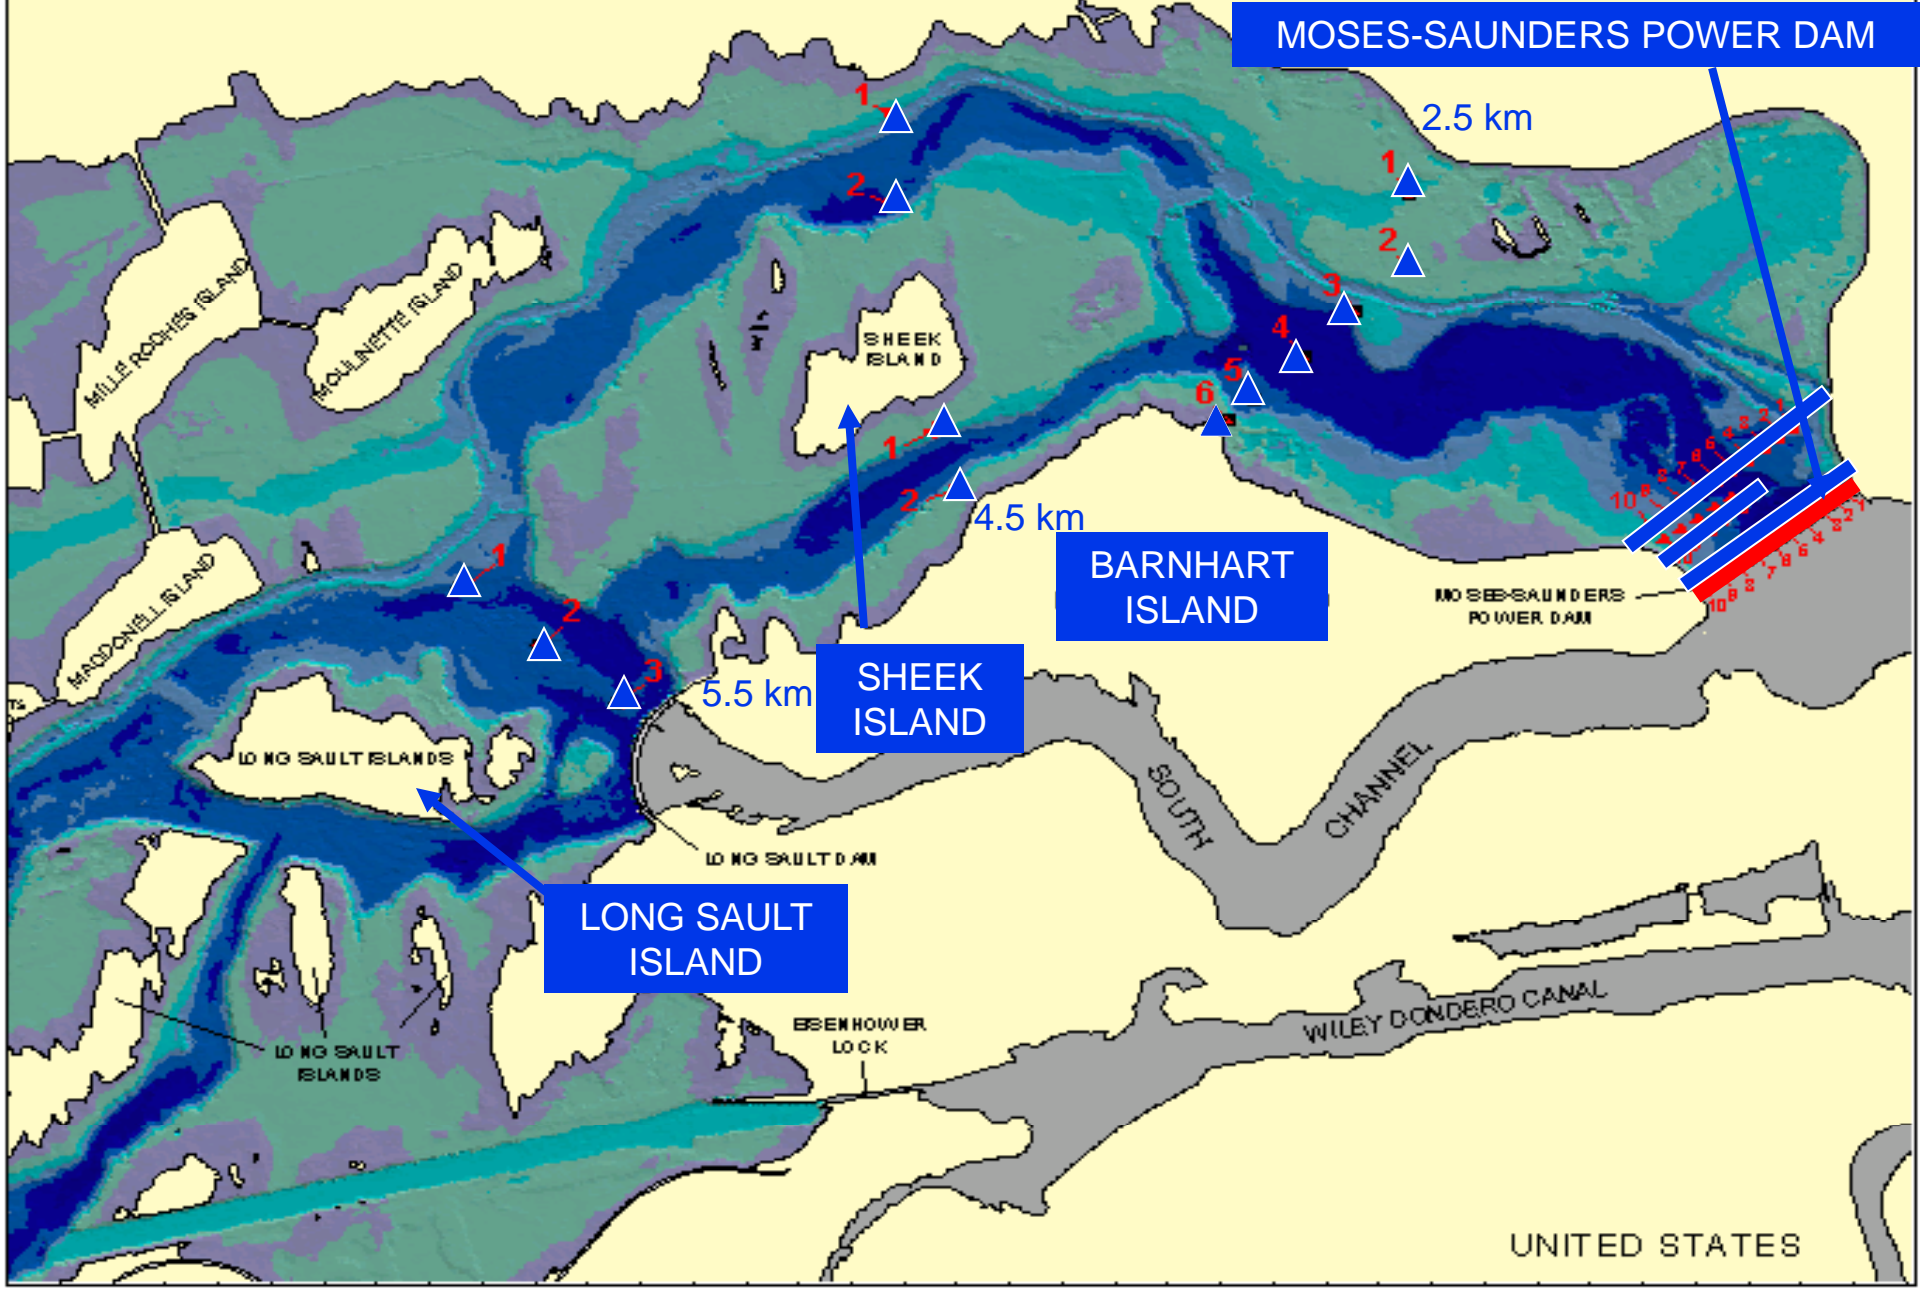 MOSES-SAUNDERS POWER DAM
1
2.5 km
1
2
2
MILLE ROCHES ISLAND
MOULINETTE ISLAND
3
SHEEK
ISLAND
4
5
6
1
2
4.5 km
10
BARNHART
ISLAND
1
MACDONELL ISLAND
2
MOSES-SAUNDERS
POWER DAM
3
5.5 km
SHEEK
ISLAND
LONG SAULT ISLANDS
SOUTH
CHANNEL
LONG SAULT DAM
LONG SAULT
ISLAND
WILEY DONDERO CANAL
EISENHOWER
LOCK
LONG SAULT
ISLANDS
UNITED STATES